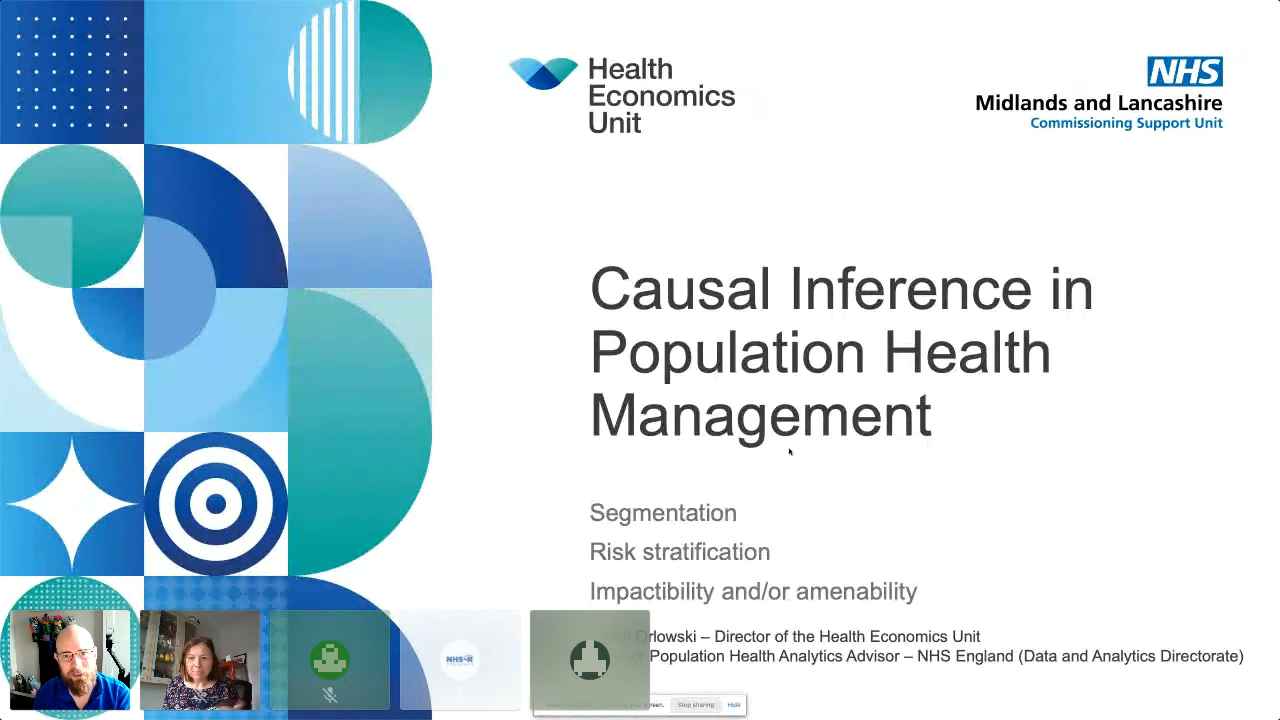 Health
Economics
Unit
NHS
Midlands and Lancashire
Commissioning Support Unit
Causal Inference in
Population Health
Management
Segmentation
Risk stratification
Impactibility and/or amenability
Orlowski – Director of the Health Economics Unit
Population Health Analytics Advisor – NHS England (Data and Analytics Directorate)
NHS-R
screen.
Stop sharing
Hide